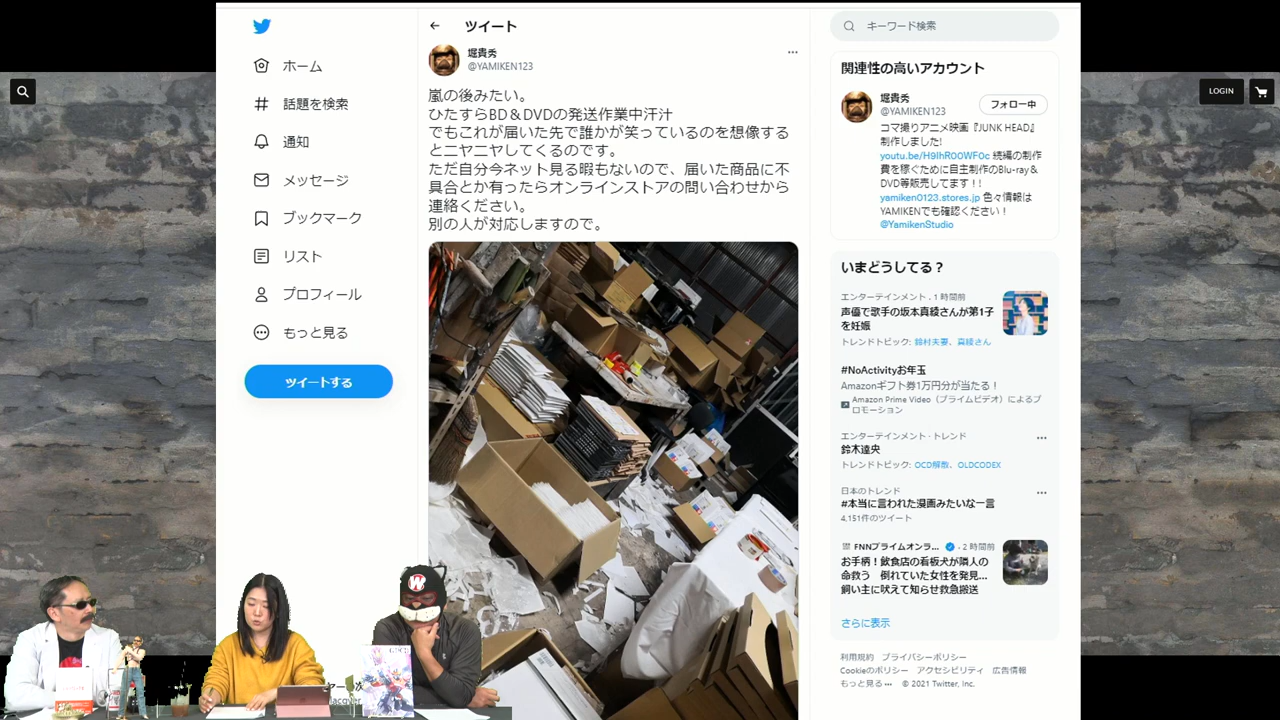 LOGIN
ホーム
話題を検索
通知
メッセージ
ブックマーク
リスト
プロフィール
もっと見る
ツイートする
ツイート
堀貴秀
@YAMIKEN123
嵐の後みたい。
ひたすらBD＆DVDの発送作業中汗汁
でもこれが届いた先で誰かが笑っているのを想像する
とニヤニヤしてくるのです。
ただ自分今ネット見る暇もないので、届いた商品に不
具合とか有ったらオンラインストアの問い合わせから
連絡ください。
別の人が対応しますので。
キーワード検索
関連性の高いアカウント
堀貴秀
@YAMIKEN123
フォロー中
コマ撮りアニメ映画『JUNK HEAD』
制作しました!
youtu.be/H9IhR00WF0c 続編の制作
費を稼ぐために自主制作のBlu-ray＆
DVD等販売してます！!
yamiken0123.stores.jp 色々情報は
YAMIKENでも確認ください！
@YamikenStudio
いまどうしてる？
エンターテインメント・1時間前
声優で歌手の坂本真綾さんが第1子
を妊娠
トレンドトピック: 鈴村夫妻、真綾さん
#NoActivityお年玉
Amazonギフト券1万円分が当たる！
Amazon Prime Video（プライムビデオ）によるプ
ロモーション
エンターテインメント・トレンド
鈴木達央
トレンドトピック: OCD解散、OLDCODEX
日本のトレンド
#本当に言われた漫画みたいな一言
4,151件のツイート
FNNプライムオンラ...・2時間前
お手柄！飲食店の看板犬が隣人の
命救う 倒れていた女性を発見...
飼い主に吠えて知らせ救急搬送
さらに表示
利用規約 プライバシーポリシー
Cookieのポリシー アクセシビリティ 広告情報
もっと見る… © 2021 Twitter, Inc.
W